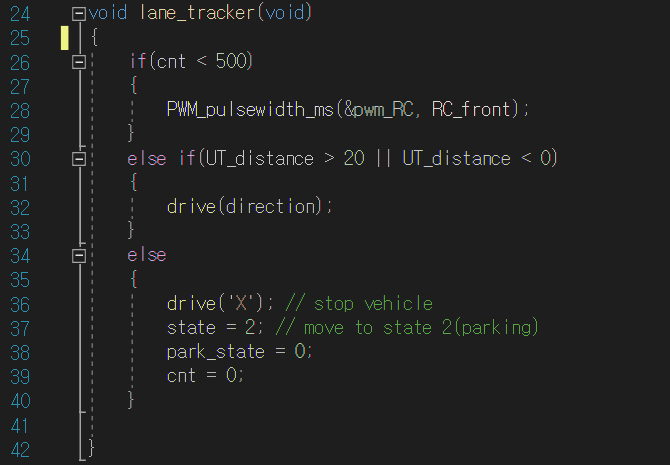 24 void lane_tracker(void)
25 {
26 if(cnt < 500)
27 {
28 PWM_pulsewidth_ms(&pwm_RC, RC_front);
29 }
30 else if(UT_distance > 20 || UT_distance < 0)
31 {
32 drive(direction);
33 }
34 else
35 {
36 drive('X'); // stop vehicle
37 state = 2; // move to state 2(parking)
38 park_state = 0;
39 cnt = 0;
40 }
41
42 }